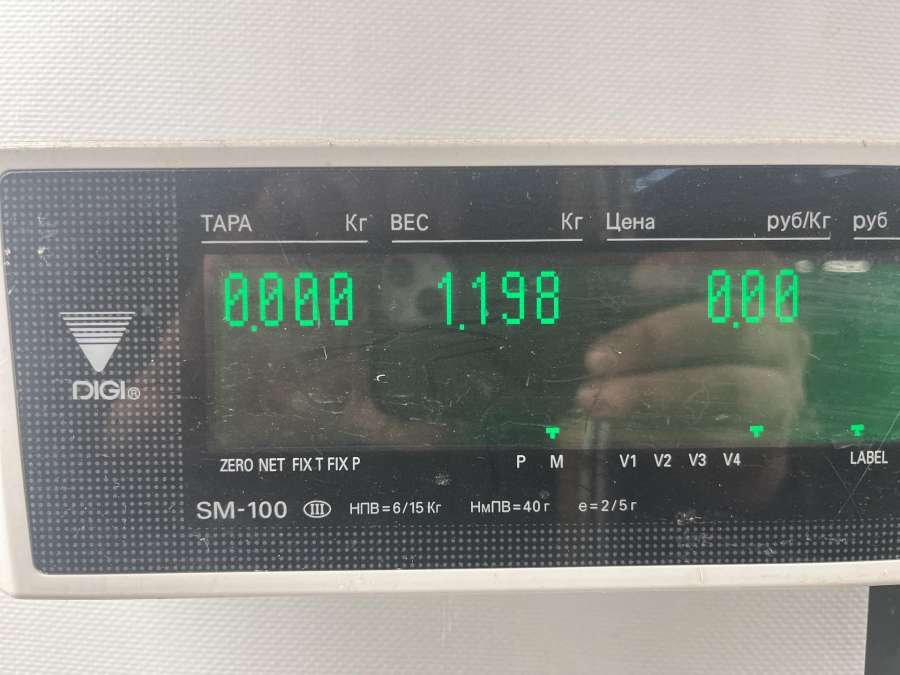 ТАРА Кг ВЕС Кг Цена руб/Кг руб
0.000 1.198 0.00
DIGI®
ZERO NET FIX T FIX P P M V1 V2 V3 V4 LABEL
SM-100 III НПВ=6/15 Кг НмПВ=40 г e=2/5 г